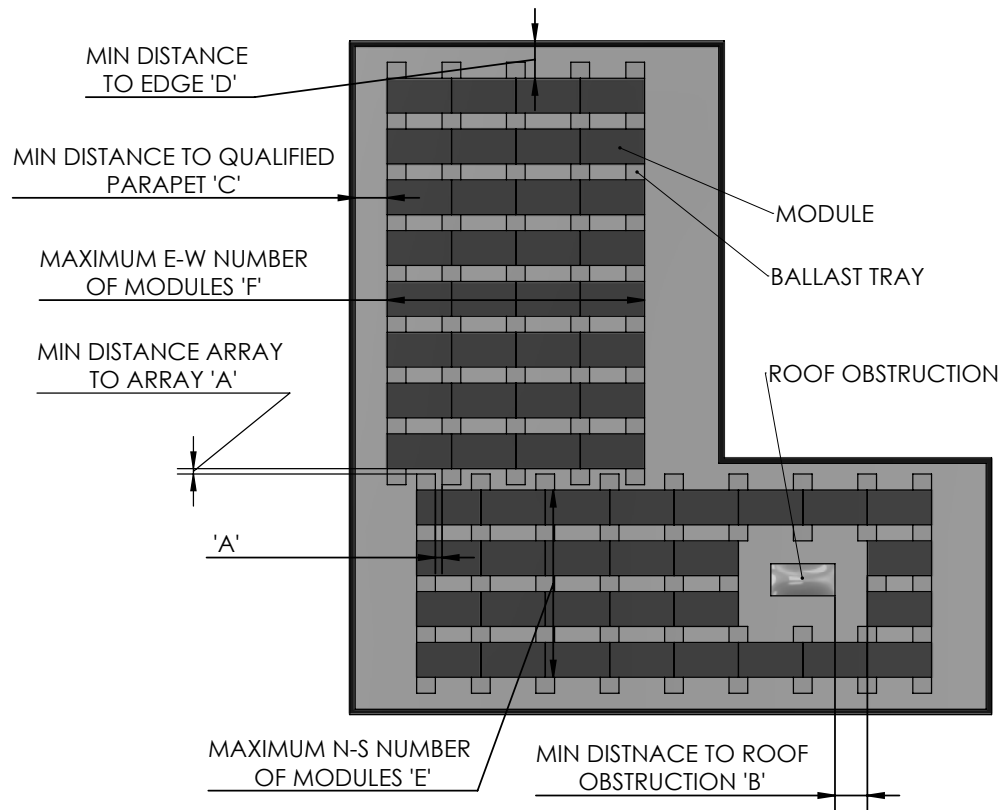 MIN DISTANCE
TO EDGE 'D'
MIN DISTANCE TO QUALIFIED
PARAPET 'C'
MODULE
MAXIMUM E-W NUMBER
OF MODULES 'F'
BALLAST TRAY
MIN DISTANCE ARRAY
TO ARRAY 'A'
ROOF OBSTRUCTION
'A'
MAXIMUM N-S NUMBER
OF MODULES 'E'
MIN DISTNACE TO ROOF
OBSTRUCTION 'B'